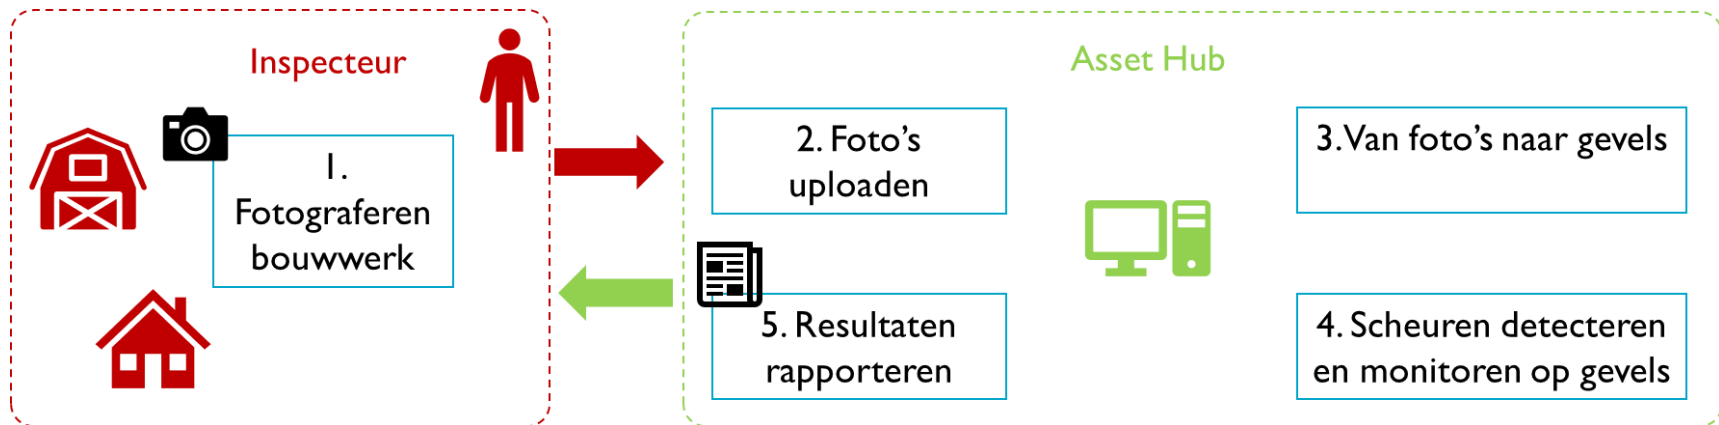 Inspecteur
1.
Fotograferen
bouwwerk
Asset Hub
2. Foto's
uploaden
3. Van foto's naar gevels
4. Scheuren detecteren
en monitoren op gevels
5. Resultaten
rapporteren